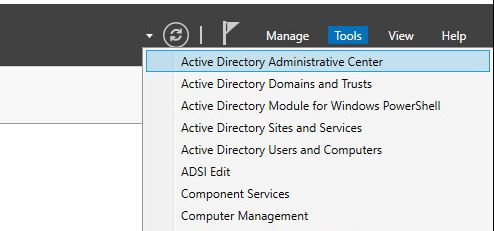 Manage Tools View Help
Active Directory Administrative Center
Active Directory Domains and Trusts
Active Directory Module for Windows PowerShell
Active Directory Sites and Services
Active Directory Users and Computers
ADSI Edit
Component Services
Computer Management